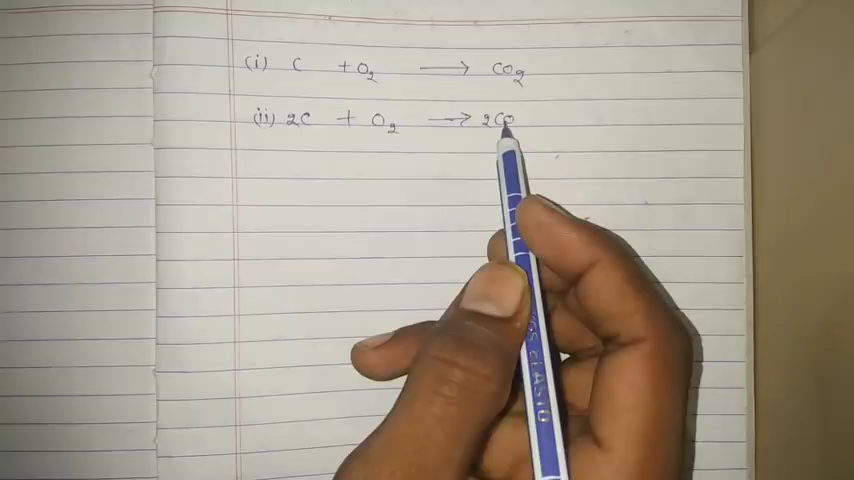 (i) C + O₂ ⟶ CO₂
(ii) 2C + O₂ ⟶ 2CO